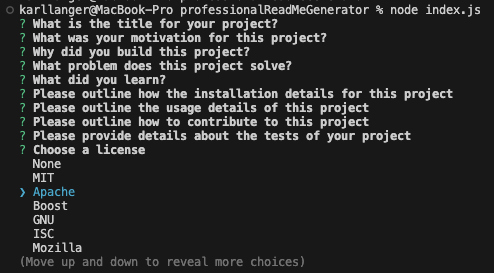 karllanger@MacBook-Pro professionalReadMeGenerator % node index.js
? What is the title for your project?
? What was your motivation for this project?
? Why did you build this project?
? What problem does this project solve?
? What did you learn?
? Please outline how the installation details for this project
? Please outline the usage details of this project
? Please outline how to contribute to this project
? Please provide details about the tests of your project
? Choose a license
None
MIT
❯ Apache
Boost
GNU
ISC
Mozilla
(Move up and down to reveal more choices)